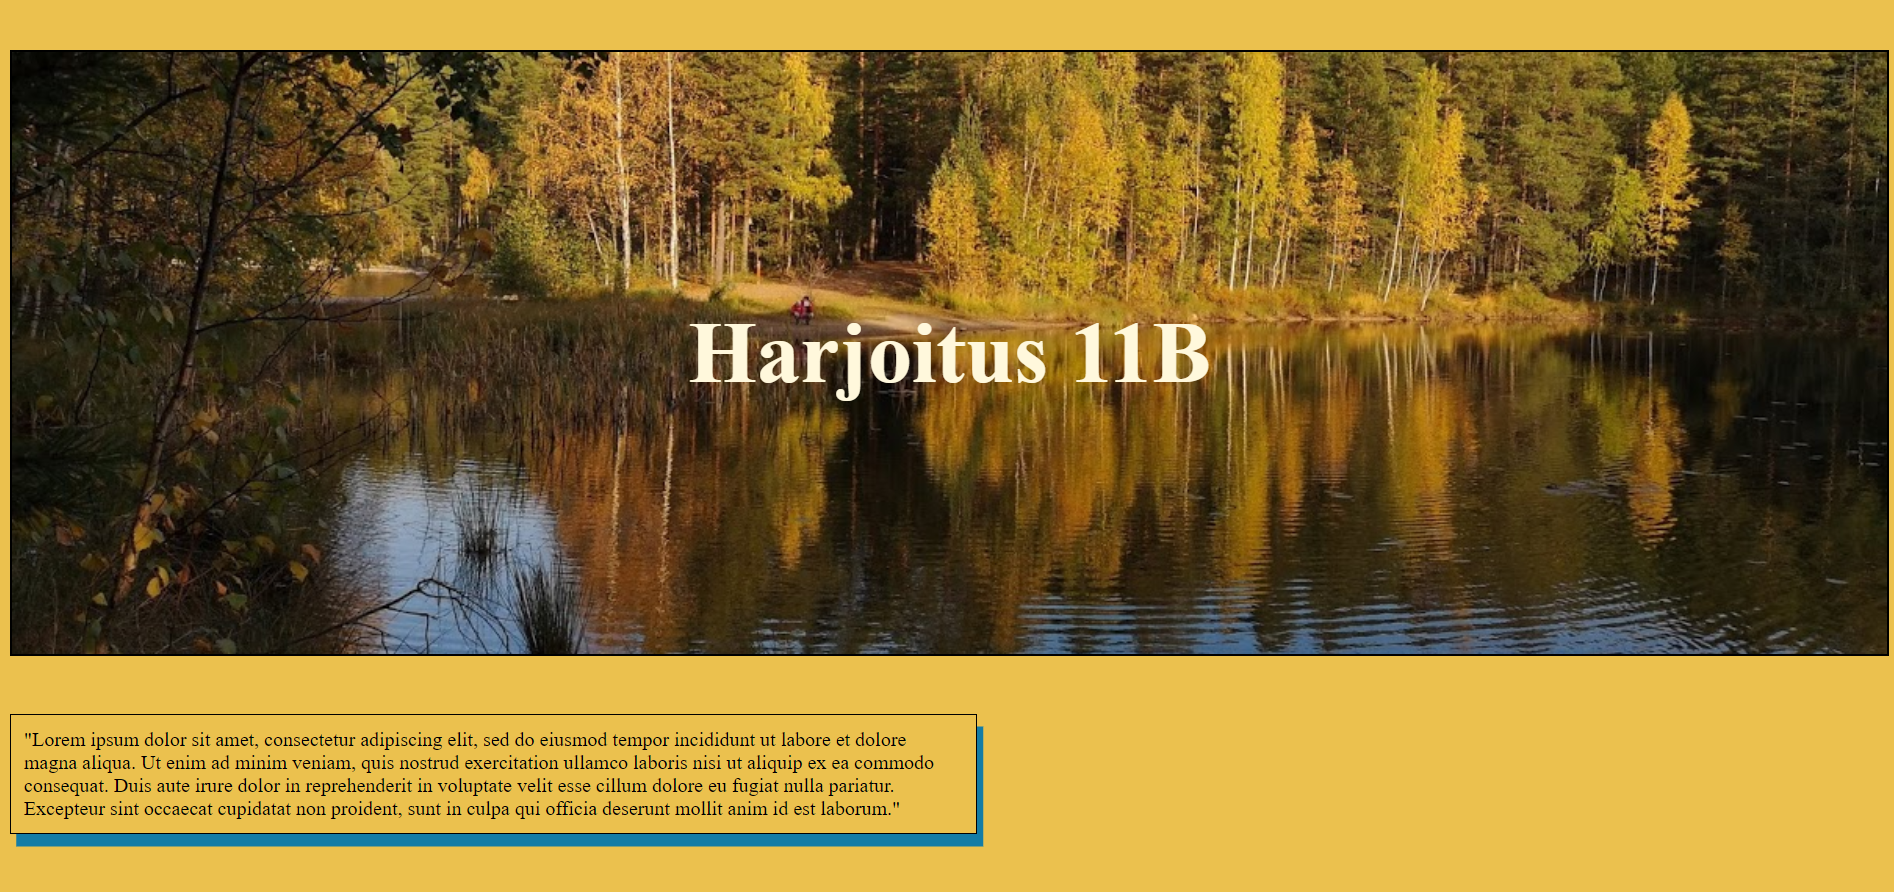 Harjoitus 11B
"Lorem ipsum dolor sit amet, consectetur adipiscing elit, sed do eiusmod tempor incididunt ut labore et dolore
magna aliqua. Ut enim ad minim veniam, quis nostrud exercitation ullamco laboris nisi ut aliquip ex ea commodo
consequat. Duis aute irure dolor in reprehenderit in voluptate velit esse cillum dolore eu fugiat nulla pariatur.
Excepteur sint occaecat cupidatat non proident, sunt in culpa qui officia deserunt mollit anim id est laborum."